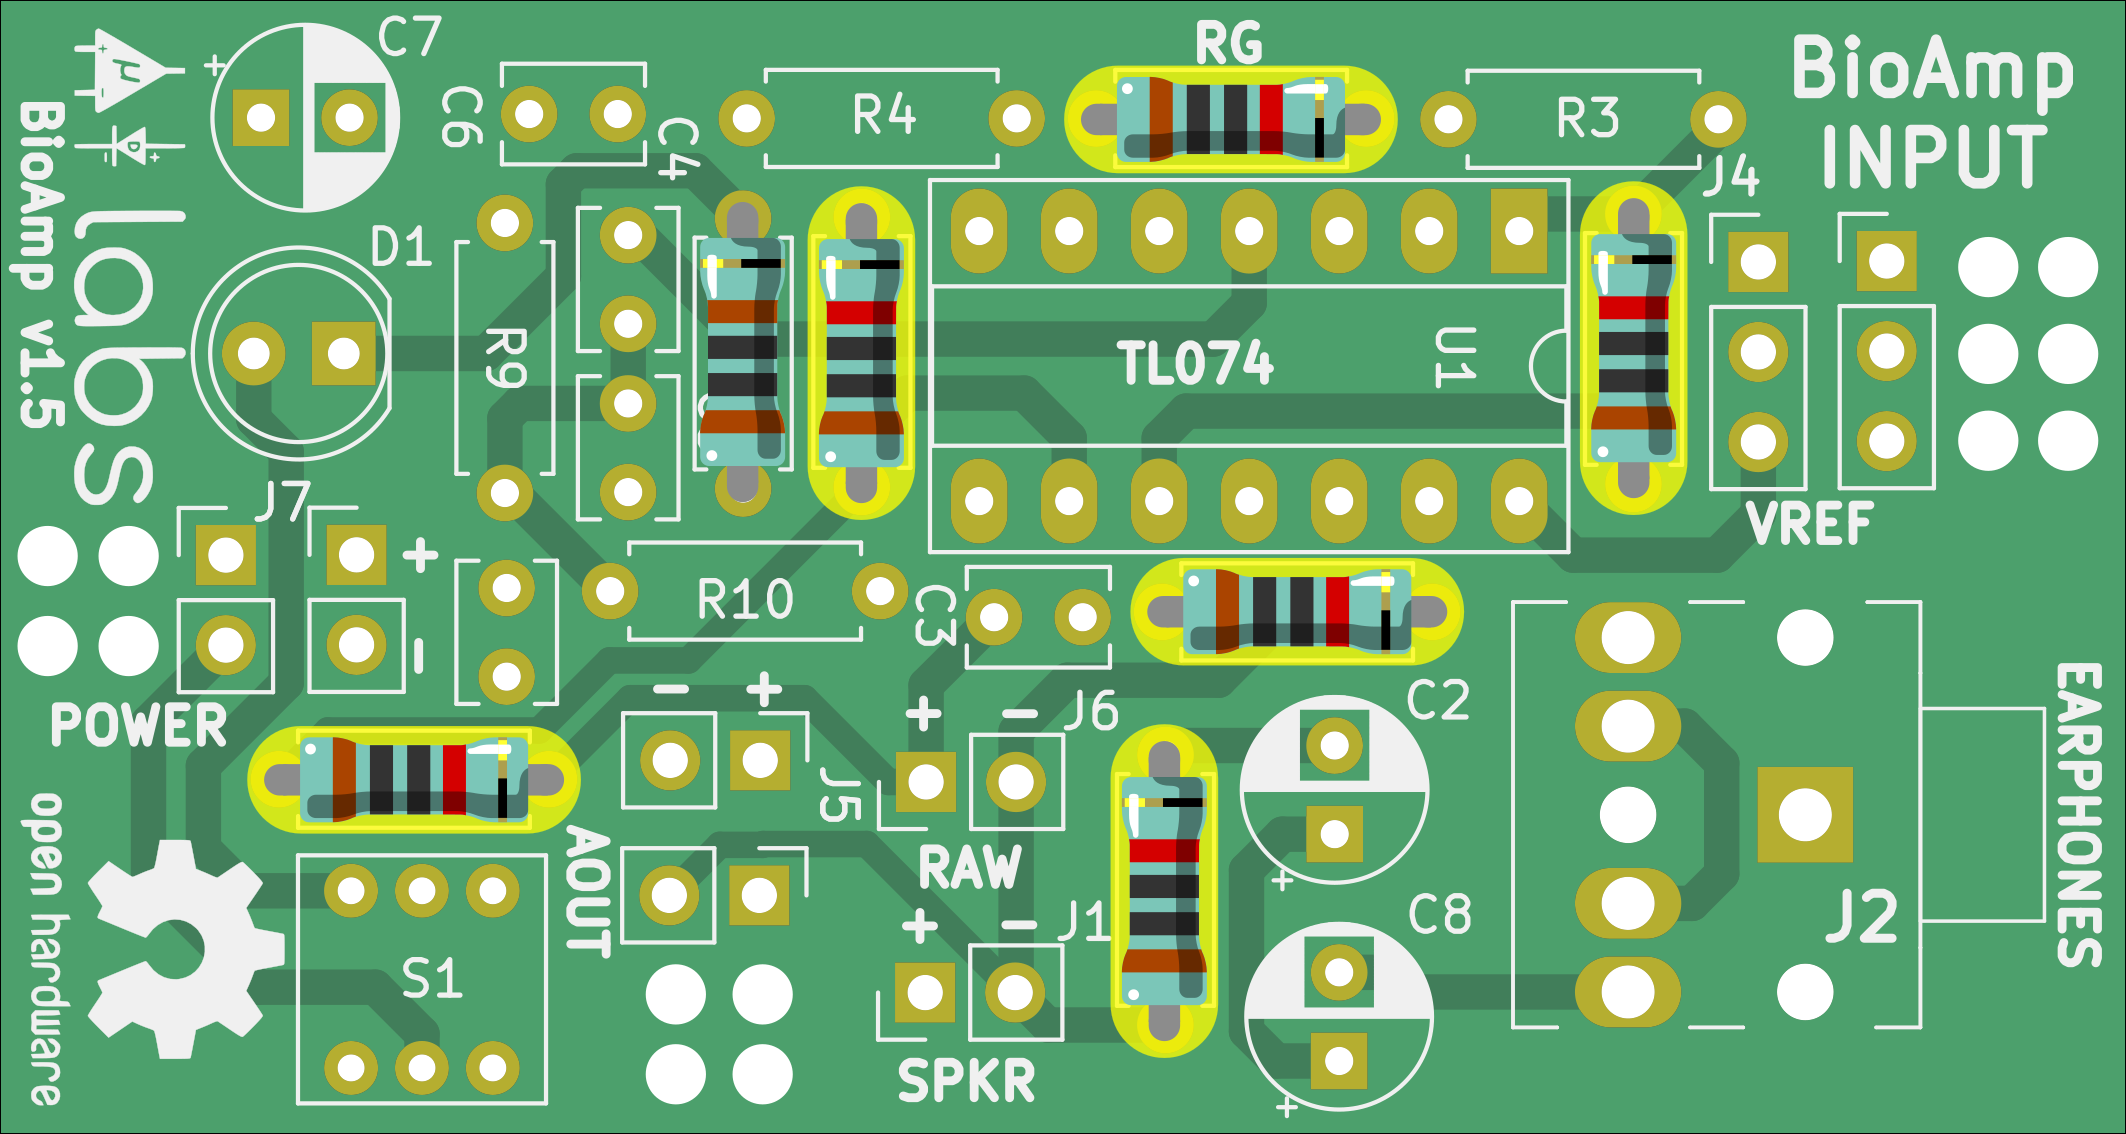 C7
RG
BioAmp
INPUT
C6
R4
R3
C4
J4
BioAmp v1.5
µ
D
labs
D1
R9
TL074
U1
VREF
J7
+
-
R10
C3
POWER
- +
+ -
J6
C2
J5
AOUT
RAW
+ -
J1
C8
J2
EARPHONES
S1
SPKR
open hardware